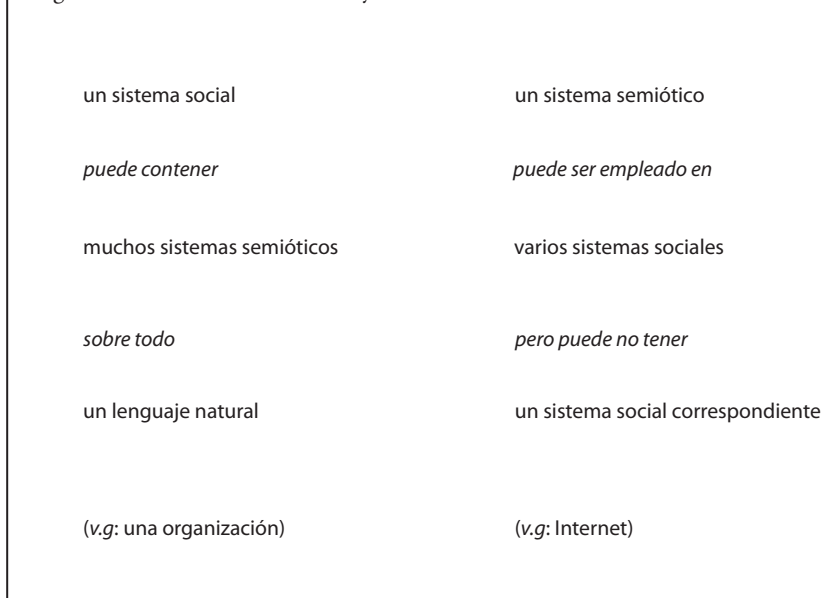 un sistema social
puede contener
muchos sistemas semióticos
sobre todo
un lenguaje natural
(v.g: una organización)
un sistema semiótico
puede ser empleado en
varios sistemas sociales
pero puede no tener
un sistema social correspondiente
(v.g: Internet)